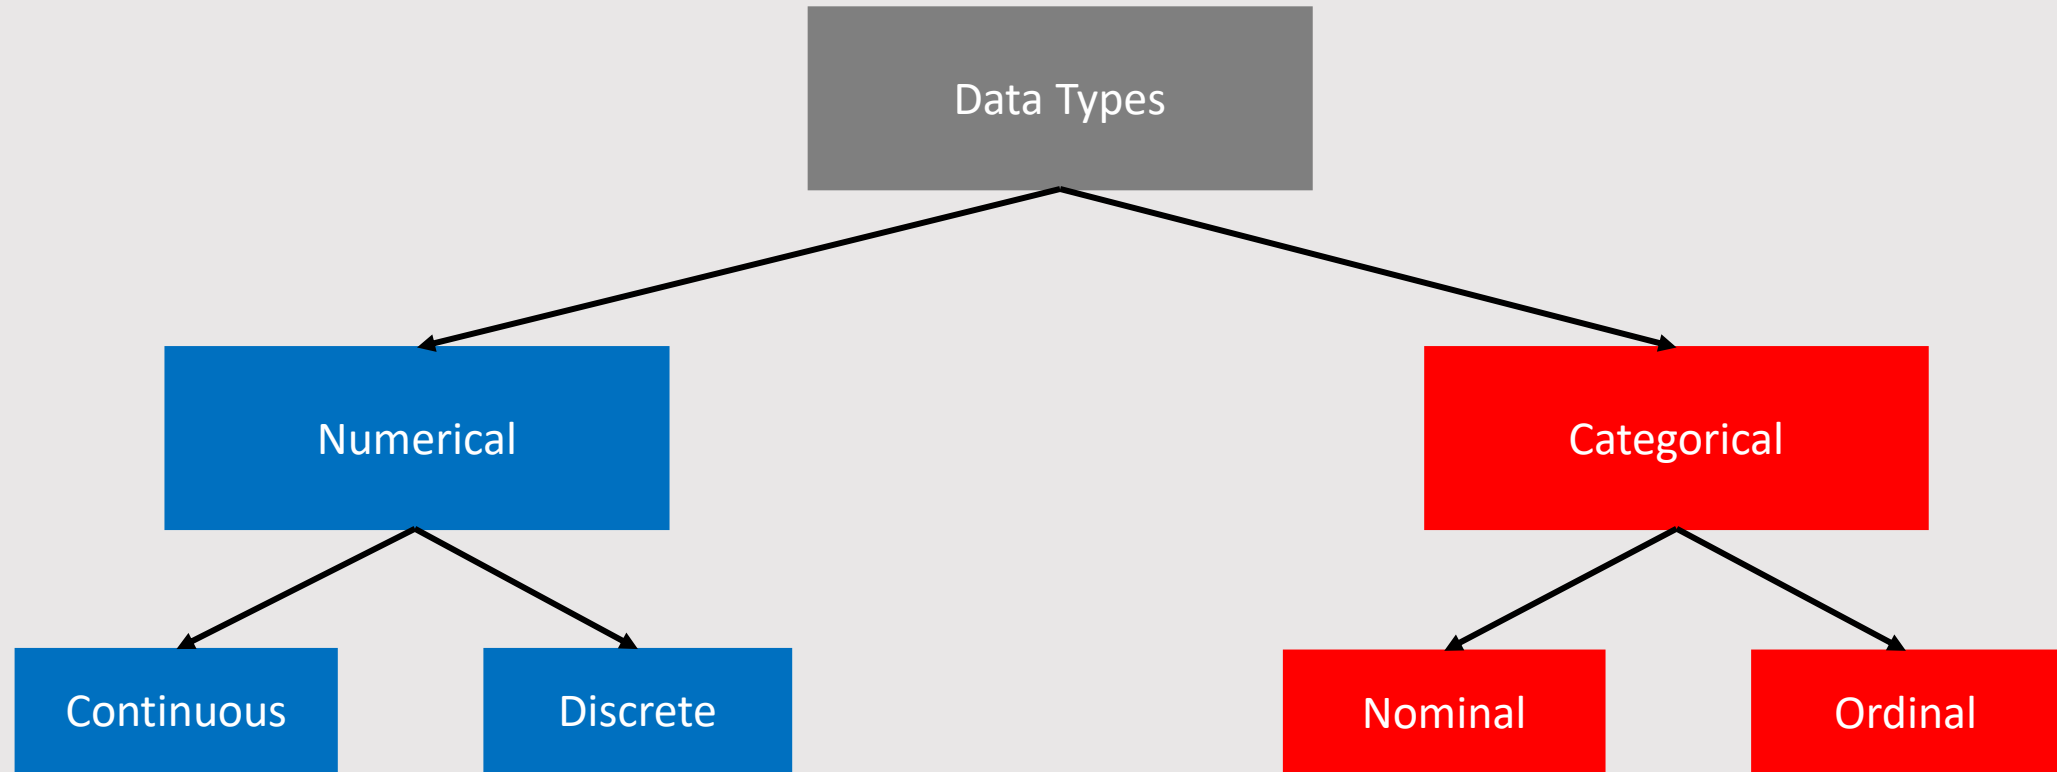 Data Types
Numerical
Categorical
Continuous
Discrete
Nominal
Ordinal